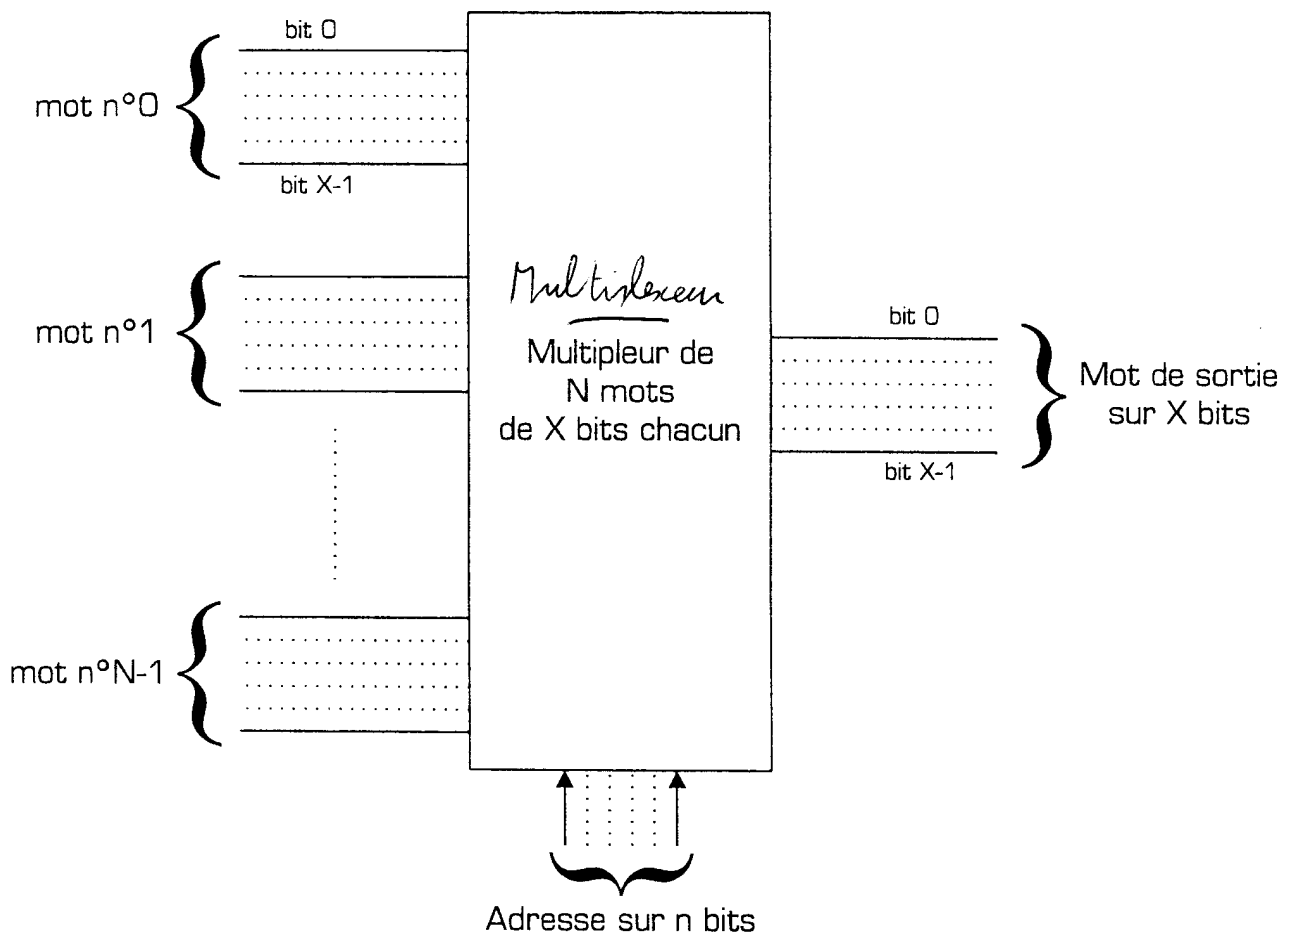 bit 0
mot n°0
bit X-1
mot n°1
Multiplexeur
Multipleur de
N mots
de X bits chacun
bit 0
Mot de sortie
sur X bits
bit X-1
mot n°N-1
Adresse sur n bits